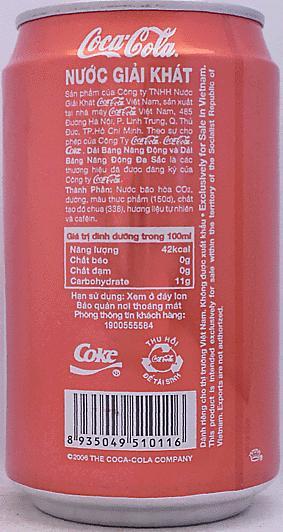 Coca-Cola
NƯỚC GIẢI KHÁT
Sản phẩm của Công ty TNHH Nước
Giải Khát Coca-Cola Việt Nam, sản xuất
tại nhà máy Coca-Cola Việt Nam, 485
Đường Hà Nội, P. Linh Trung, Q. Thủ
Đức, TP.Hồ Chí Minh. Theo sự cho
phép của Công Ty Coca-Cola. Coca-Cola,
Coke, Dải Băng Năng Động và Dải
Băng Năng Động Đa Sắc là các
thương hiệu đã được đăng ký của
Công ty Coca-Cola.
Thành Phần: Nước bão hòa CO2,
đường, màu thực phẩm (150d), chất
tạo độ chua (338), hương liệu tự nhiên
và cafêin.
Giá trị dinh dưỡng trong 100ml
Năng lượng 42kcal
Chất béo 0g
Chất đạm 0g
Carbohydrate 11g
Hạn sử dụng: Xem ở đáy lon
Bảo quản nơi thoáng mát
Phòng thông tin khách hàng:
1900555584
Coke
THU HỒI
Coca-Cola
ĐỂ TÁI SINH
8 935049 510116
©2006 THE COCA-COLA COMPANY
Dành riêng cho thị trường Việt Nam. Không được xuất khẩu • Exclusively for Sale in Vietnam.
This product is intended exclusively for sale within the territory of the Socialist Republic of
Vietnam. Exports are not authorized.